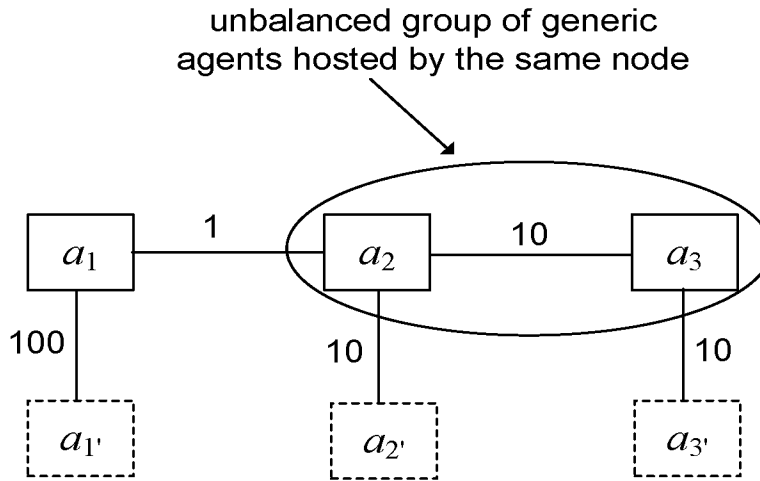 unbalanced group of generic
agents hosted by the same node
1
10
a1
a2
a3
100
10
10
a1'
a2'
a3'